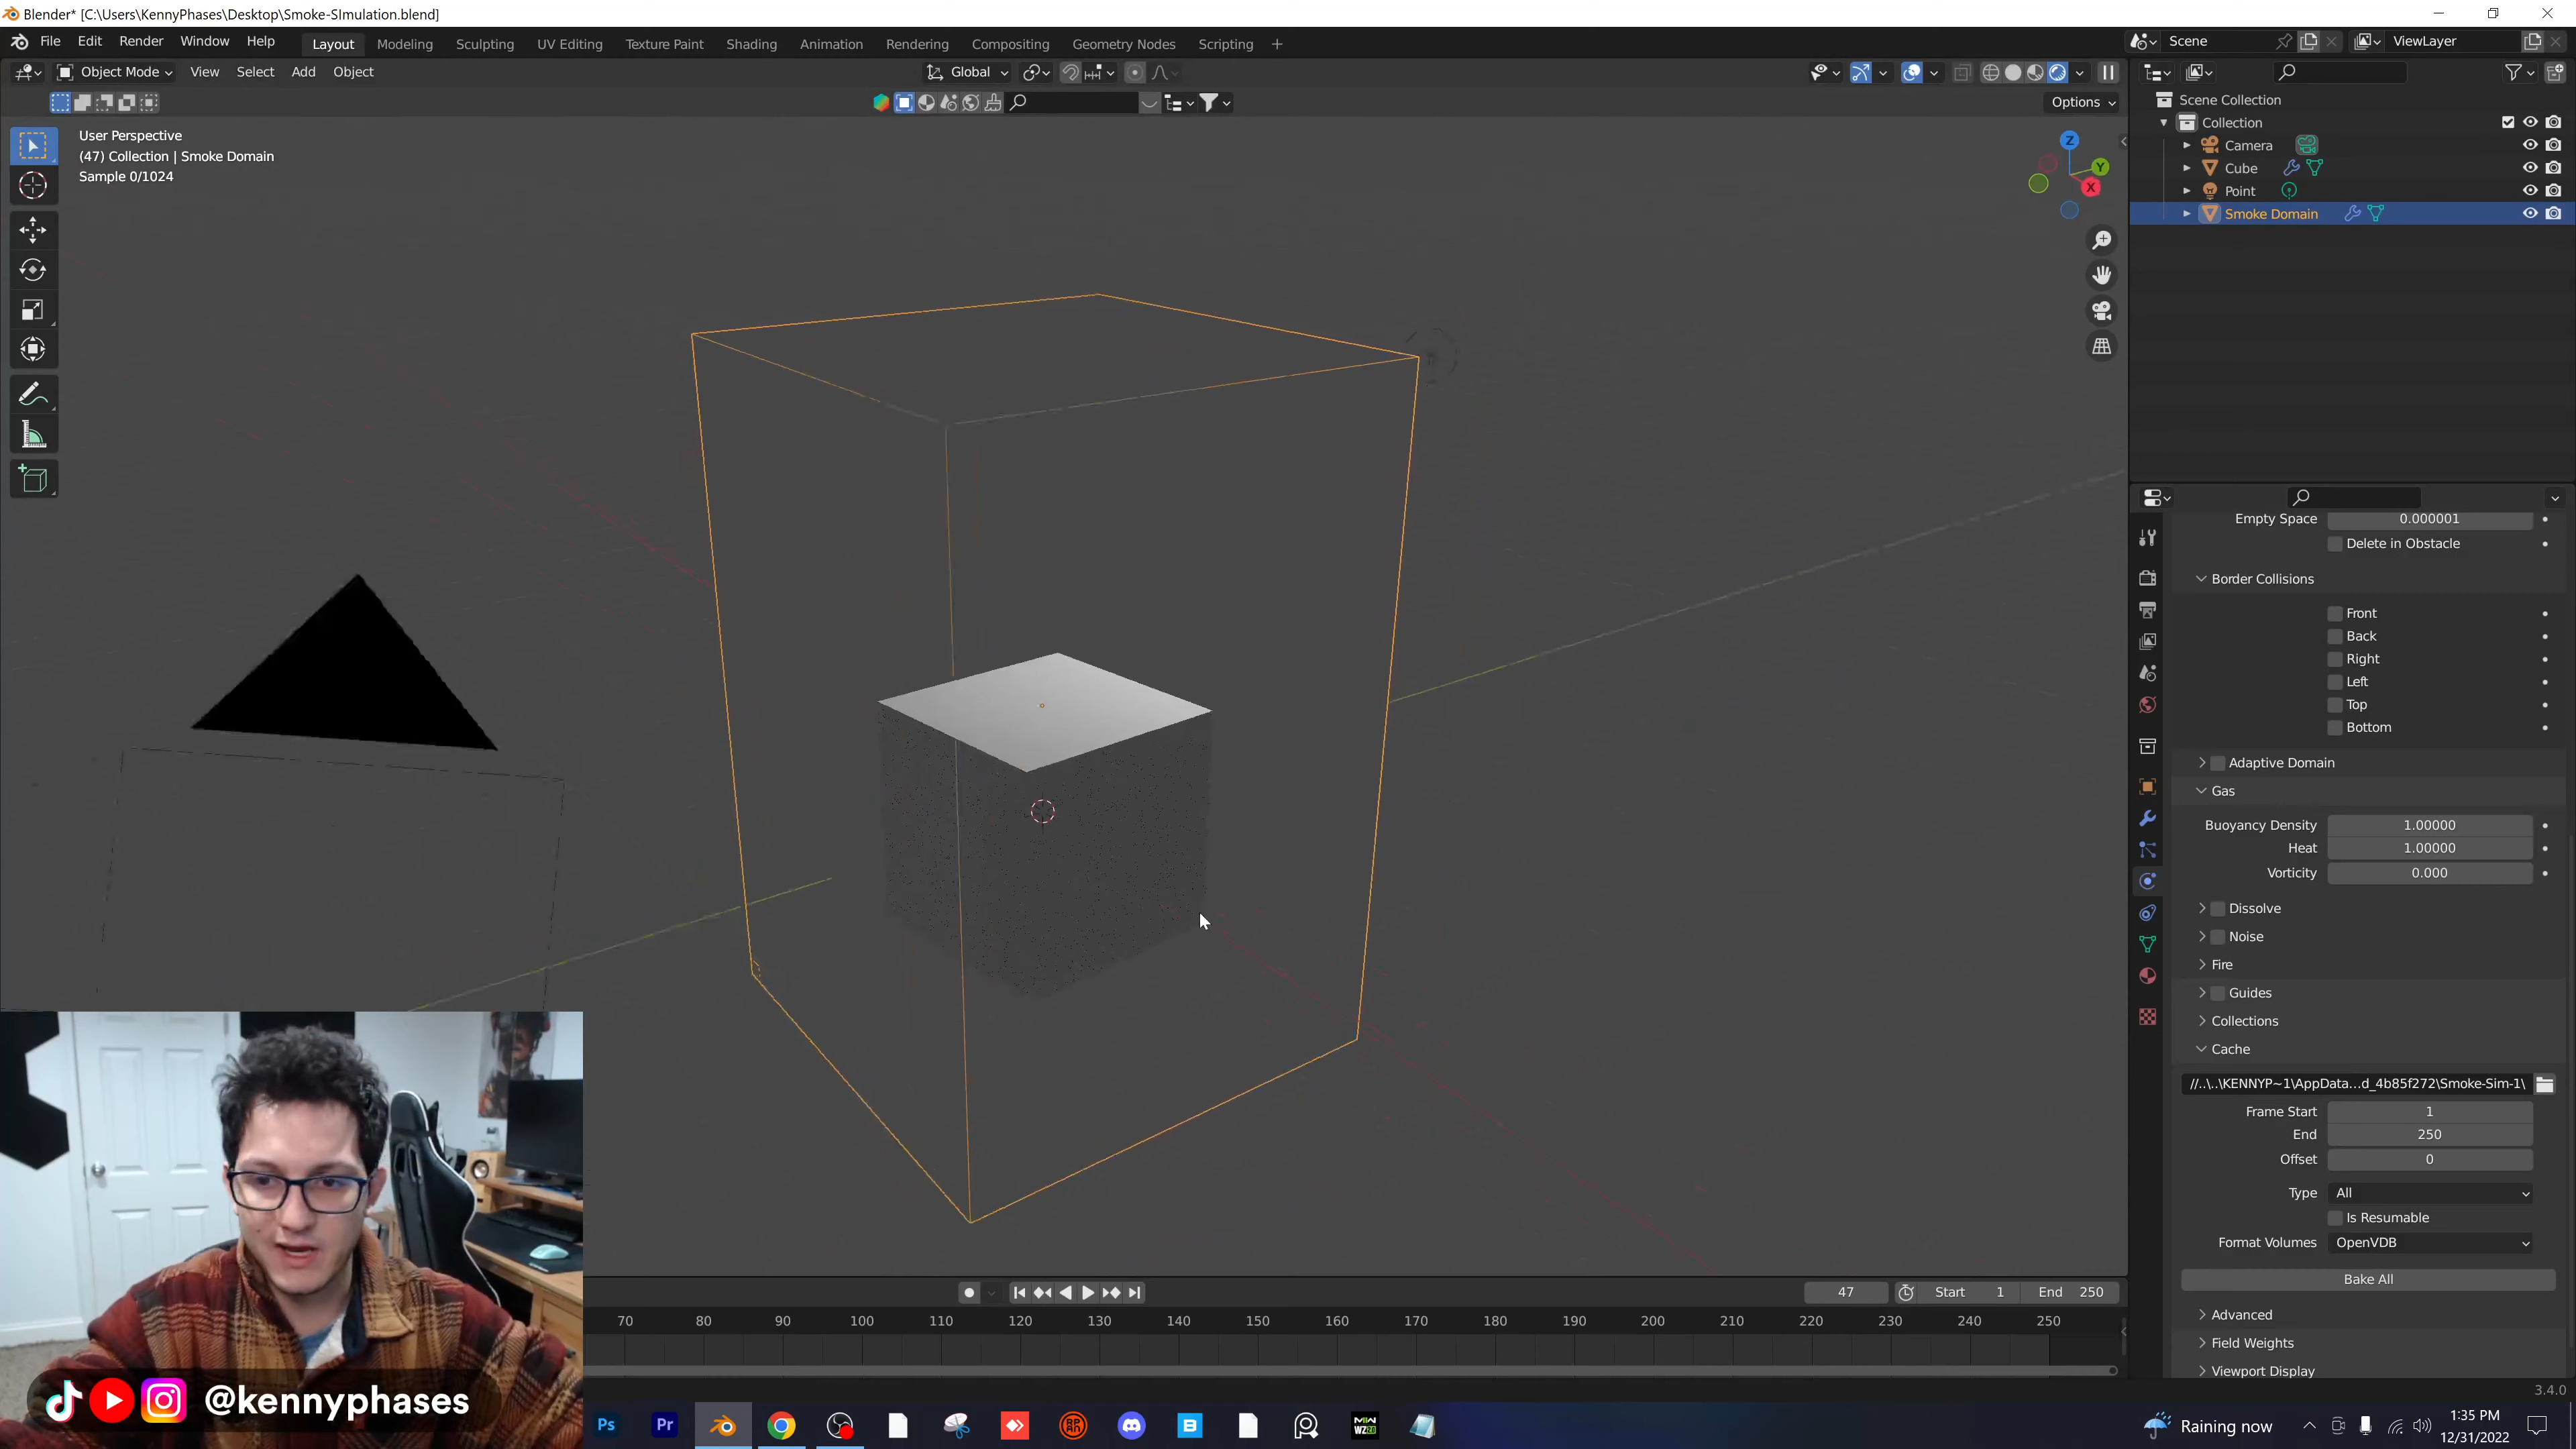 Blender* [C:\Users\KennyPhases\Desktop\Smoke-SImulation.blend]
File Edit Render Window Help Layout Modeling Sculpting UV Editing Texture Paint Shading Animation Rendering Compositing Geometry Nodes Scripting + Scene ViewLayer
Object Mode View Select Add Object Global
Options
User Perspective
(47) Collection | Smoke Domain
Sample 0/1024
Z
Y
X
Scene Collection
Collection
Camera
Cube
Point
Smoke Domain
Empty Space 0.000001
Delete in Obstacle
Border Collisions
Front
Back
Right
Left
Top
Bottom
Adaptive Domain
Gas
Buoyancy Density 1.00000
Heat 1.00000
Vorticity 0.000
Dissolve
Noise
Fire
Guides
Collections
Cache
//..\..\KENNYP~1\AppData...d_4b85f272\Smoke-Sim-1\
Frame Start 1
End 250
Offset 0
Type All
Is Resumable
Format Volumes OpenVDB
Bake All
Advanced
Field Weights
Viewport Display
47 Start 1 End 250
70 80 90 100 110 120 130 140 150 160 170 180 190 200 210 220 230 240 250
3.4.0
@kennyphases
Ps Pr B MW WZ2.0
Raining now
1:35 PM
12/31/2022